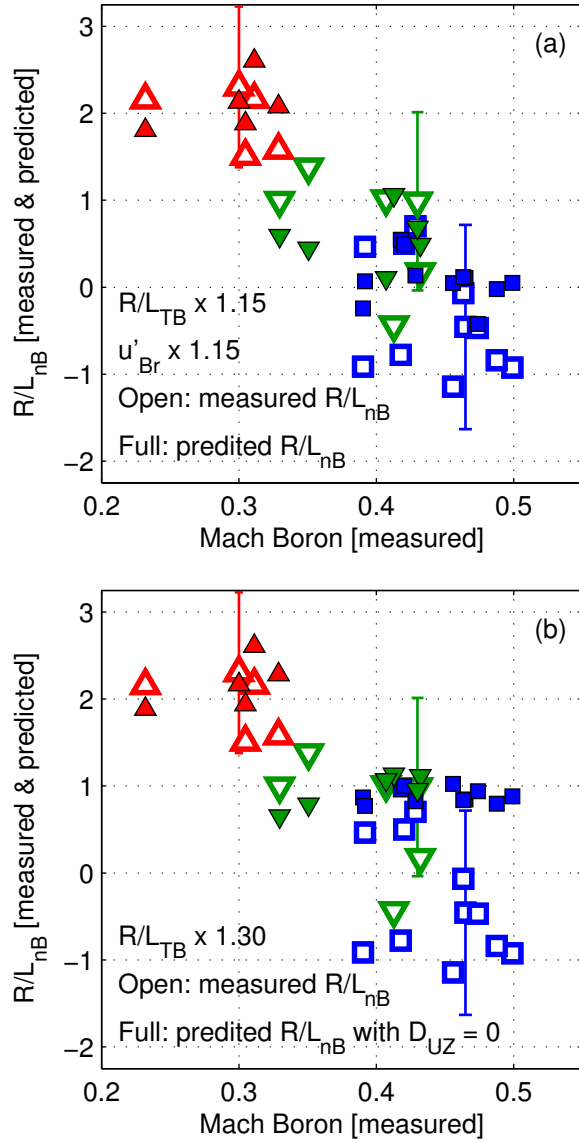 (a)
3
2
1
0
−1
−2
R/L_nB [measured & predicted]
R/L_TB x 1.15
u'_Br x 1.15
Open: measured R/L_nB
Full: predited R/L_nB
0.2 0.3 0.4 0.5
Mach Boron [measured]
(b)
3
2
1
0
−1
−2
R/L_nB [measured & predicted]
R/L_TB x 1.30
Open: measured R/L_nB
Full: predited R/L_nB with D_UZ = 0
0.2 0.3 0.4 0.5
Mach Boron [measured]